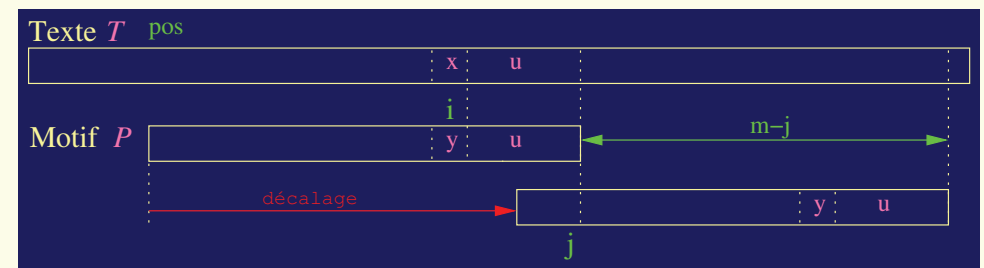 Texte T pos
x u
i
Motif P y u m−j
décalage y u
j